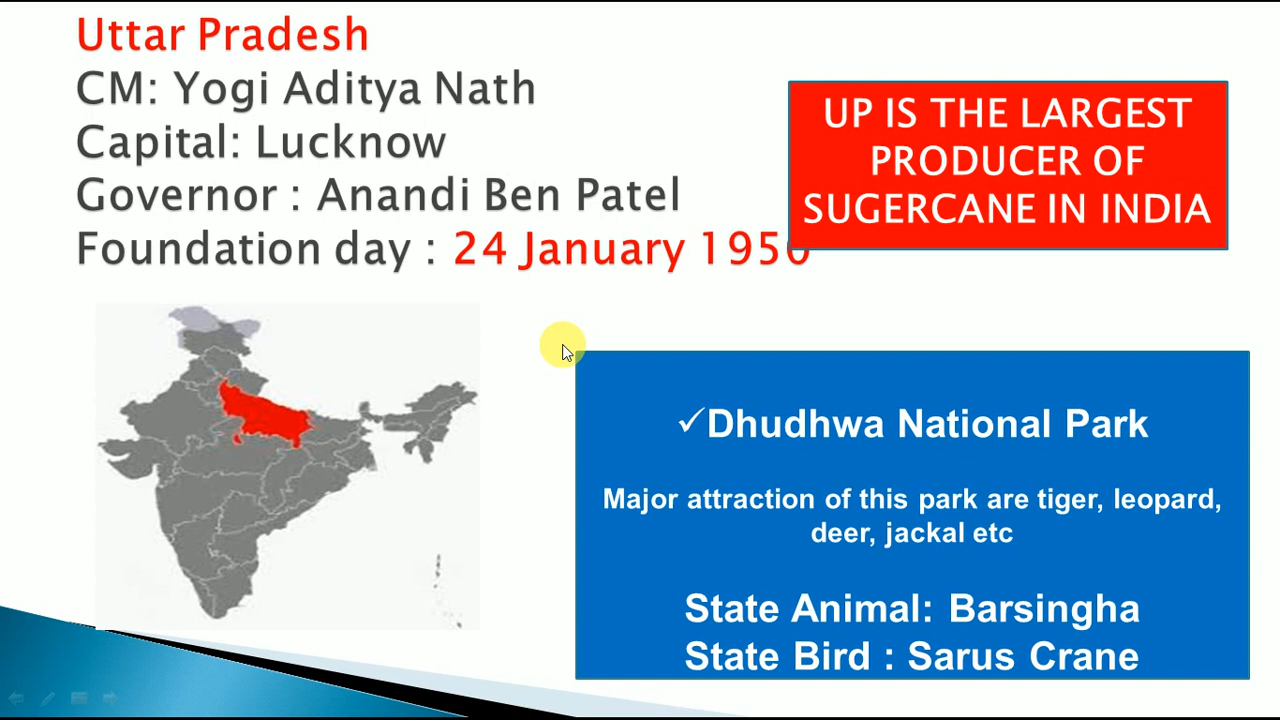 Uttar Pradesh
CM: Yogi Aditya Nath
Capital: Lucknow
Governor : Anandi Ben Patel
Foundation day : 24 January 1950
UP IS THE LARGEST
PRODUCER OF
SUGERCANE IN INDIA
✓Dhudhwa National Park
Major attraction of this park are tiger, leopard,
deer, jackal etc
State Animal: Barsingha
State Bird : Sarus Crane